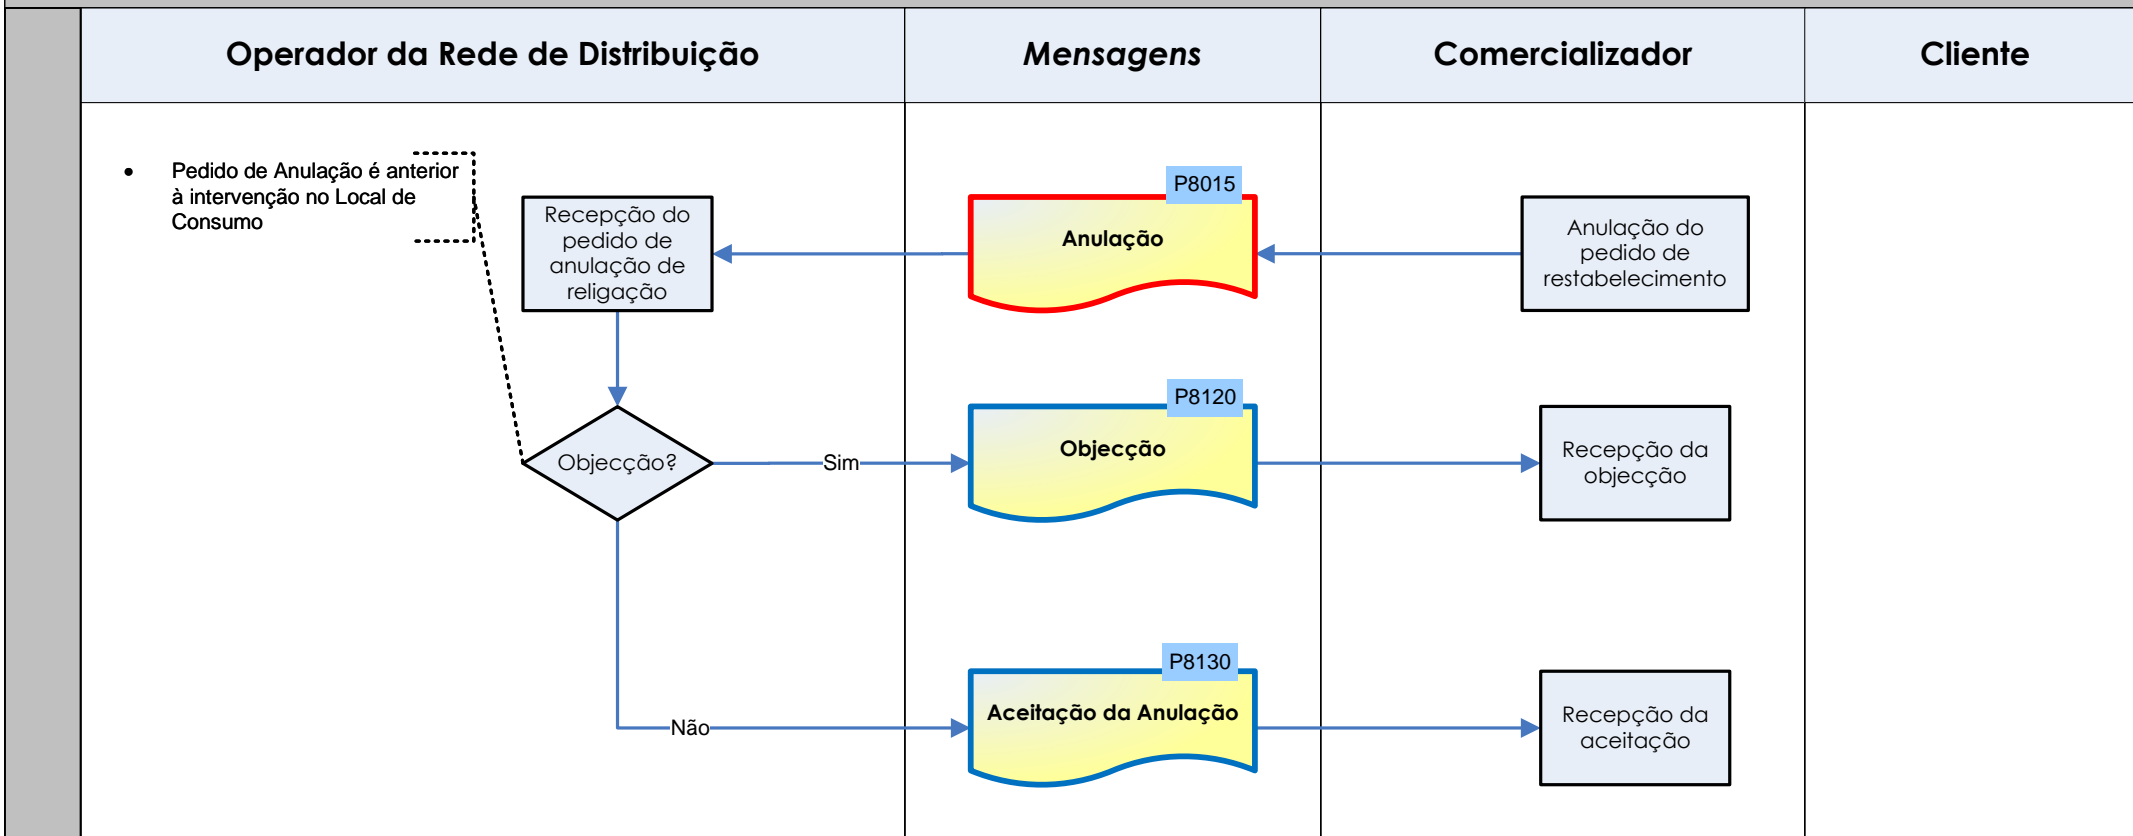 Operador da Rede de Distribuição
Mensagens
Comercializador
Cliente
• Pedido de Anulação é anterior
à intervenção no Local de
Consumo
Recepção do
pedido de
anulação de
religação
P8015
Anulação
Anulação do
pedido de
restabelecimento
Objecção?
Sim
P8120
Objecção
Recepção da
objecção
Não
P8130
Aceitação da Anulação
Recepção da
aceitação